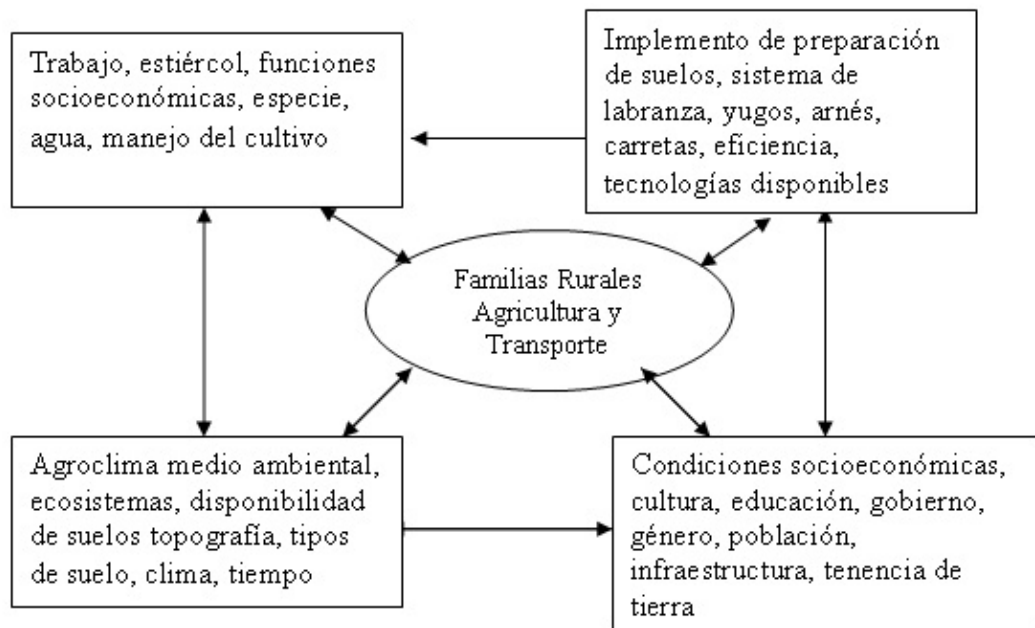 Trabajo, estiércol, funciones
socioeconómicas, especie,
agua, manejo del cultivo
Implemento de preparación
de suelos, sistema de
labranza, yugos, arnés,
carretas, eficiencia,
tecnologías disponibles
Familias Rurales
Agricultura y
Transporte
Agroclima medio ambiental,
ecosistemas, disponibilidad
de suelos topografía, tipos
de suelo, clima, tiempo
Condiciones socioeconómicas,
cultura, educación, gobierno,
género, población,
infraestructura, tenencia de
tierra